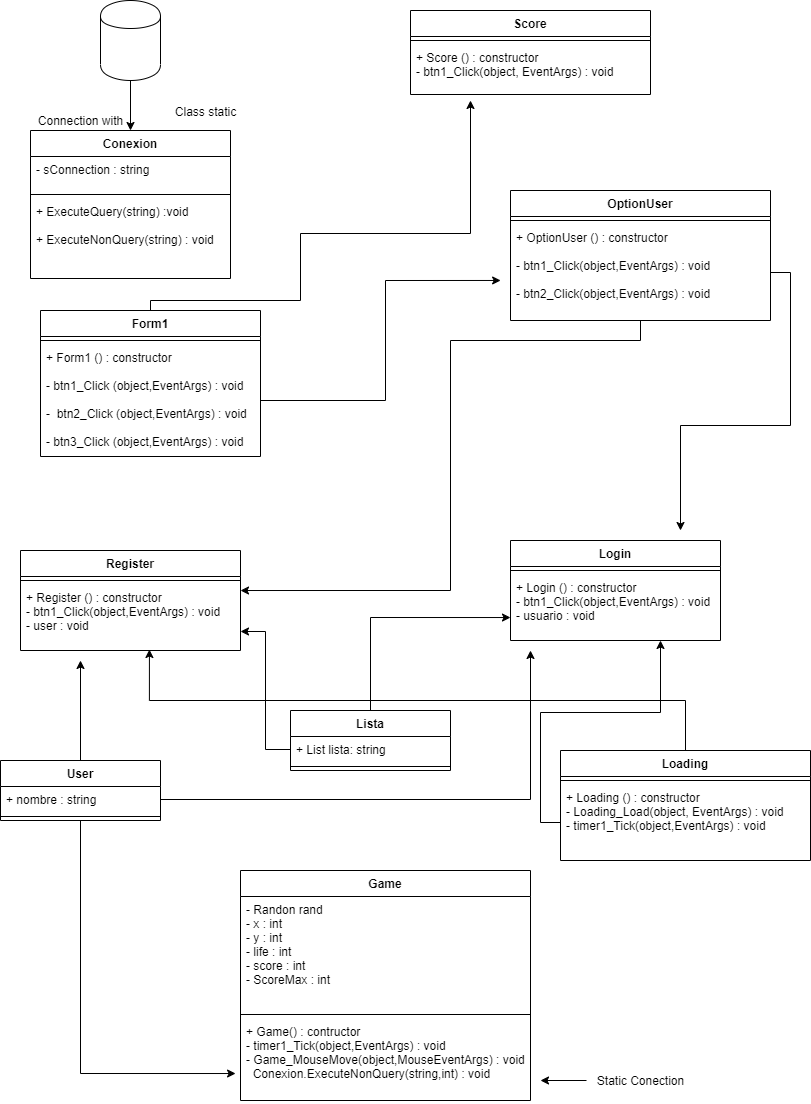 Score
+ Score () : constructor
- btn1_Click(object, EventArgs) : void
Class static
Connection with
Conexion
- sConnection : string
+ ExecuteQuery(string) :void
+ ExecuteNonQuery(string) : void
OptionUser
+ OptionUser () : constructor
- btn1_Click(object,EventArgs) : void
- btn2_Click(object,EventArgs) : void
Form1
+ Form1 () : constructor
- btn1_Click (object,EventArgs) : void
- btn2_Click (object,EventArgs) : void
- btn3_Click (object,EventArgs) : void
Register
+ Register () : constructor
- btn1_Click(object,EventArgs) : void
- user : void
Login
+ Login () : constructor
- btn1_Click(object,EventArgs) : void
- usuario : void
Lista
+ List lista: string
User
+ nombre : string
Loading
+ Loading () : constructor
- Loading_Load(object, EventArgs) : void
- timer1_Tick(object,EventArgs) : void
Game
- Randon rand
- x : int
- y : int
- life : int
- score : int
- ScoreMax : int
+ Game() : contructor
- timer1_Tick(object,EventArgs) : void
- Game_MouseMove(object,MouseEventArgs) : void
Conexion.ExecuteNonQuery(string,int) : void
Static Conection